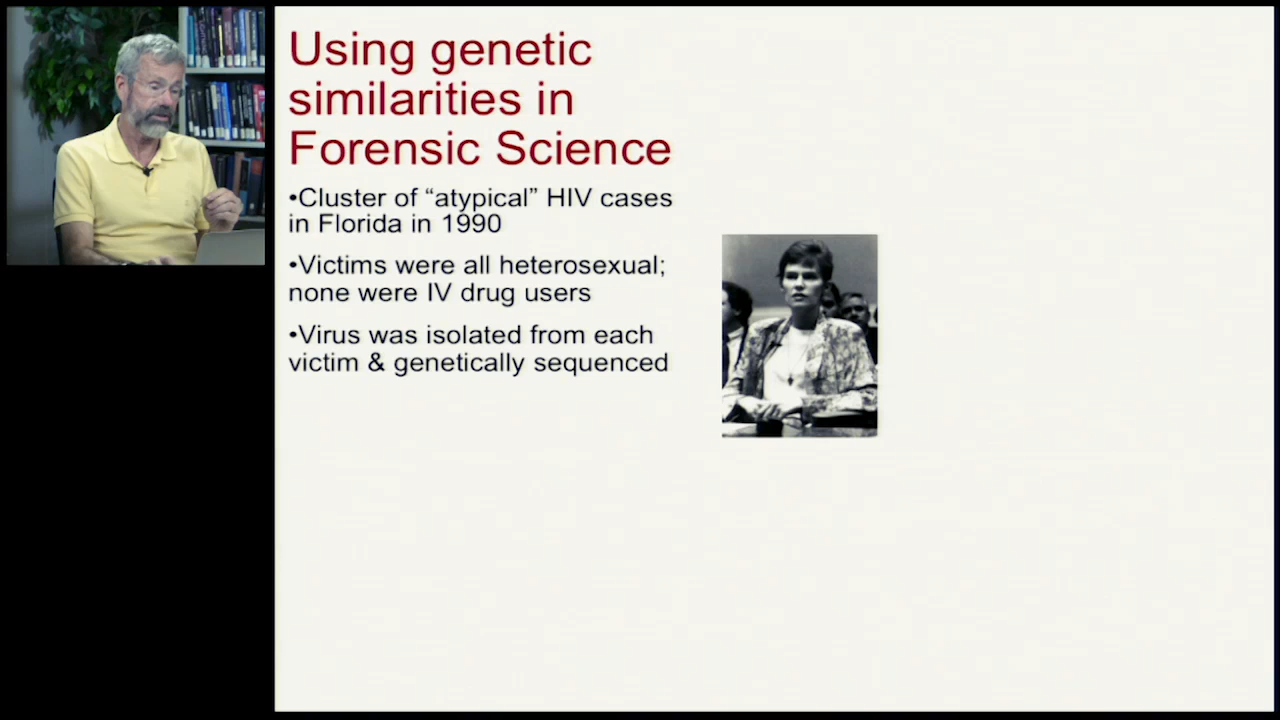 Using genetic
similarities in
Forensic Science
•Cluster of “atypical” HIV cases
in Florida in 1990
•Victims were all heterosexual;
none were IV drug users
•Virus was isolated from each
victim & genetically sequenced